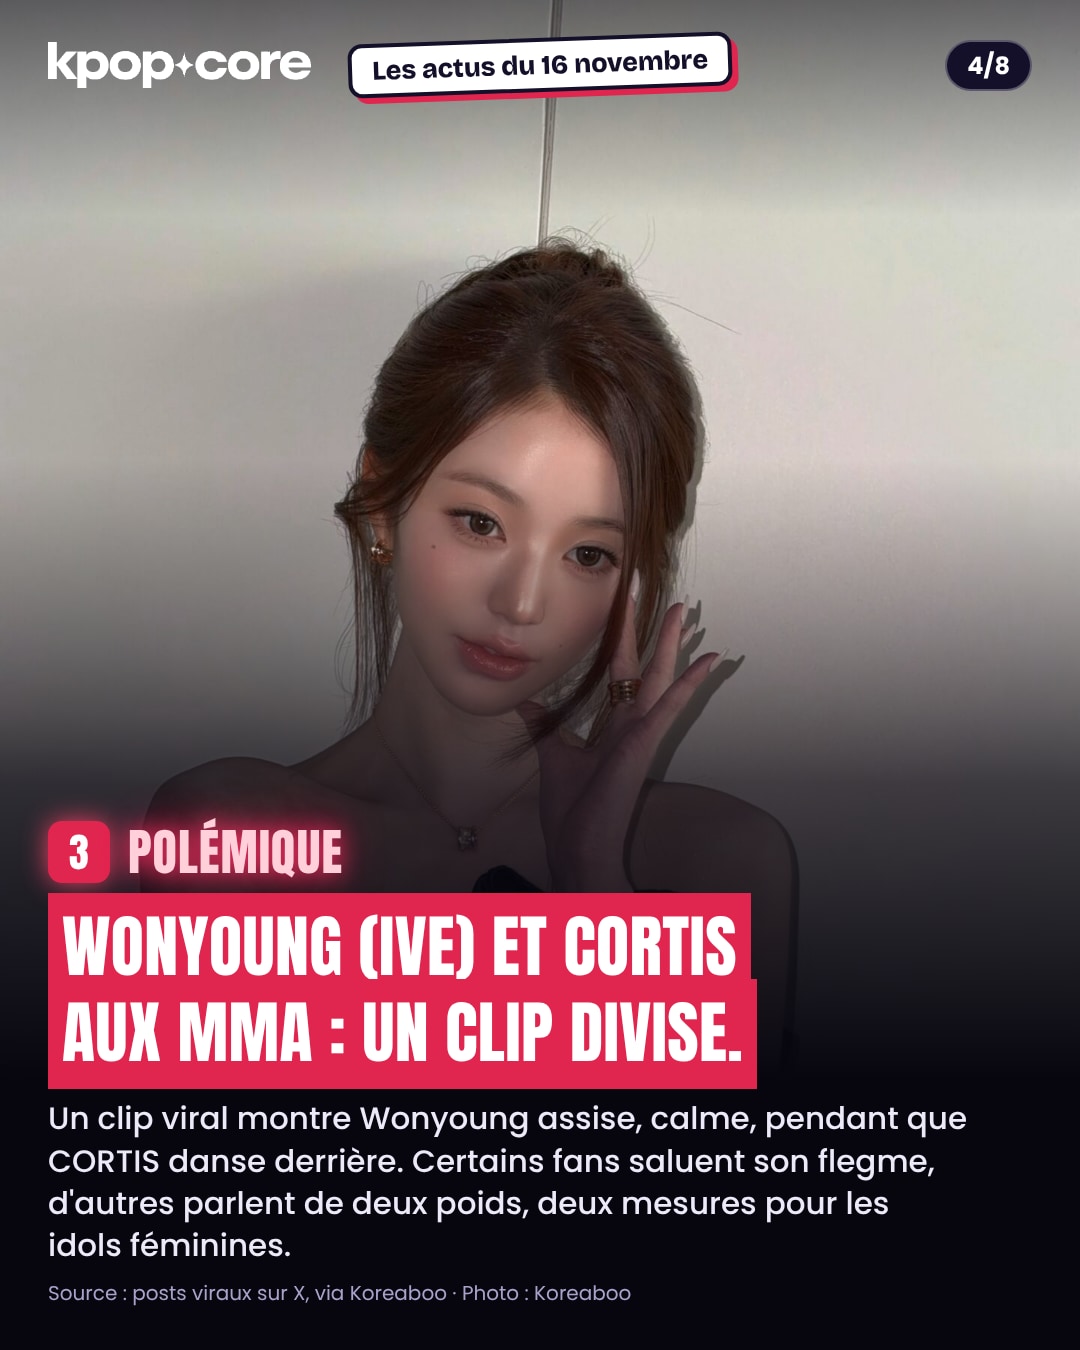 kpop✦core
Les actus du 16 novembre
4/8
3 POLÉMIQUE
WONYOUNG (IVE) ET CORTIS
AUX MMA : UN CLIP DIVISE.
Un clip viral montre Wonyoung assise, calme, pendant que
CORTIS danse derrière. Certains fans saluent son flegme,
d'autres parlent de deux poids, deux mesures pour les
idols féminines.
Source : posts viraux sur X, via Koreaboo · Photo : Koreaboo